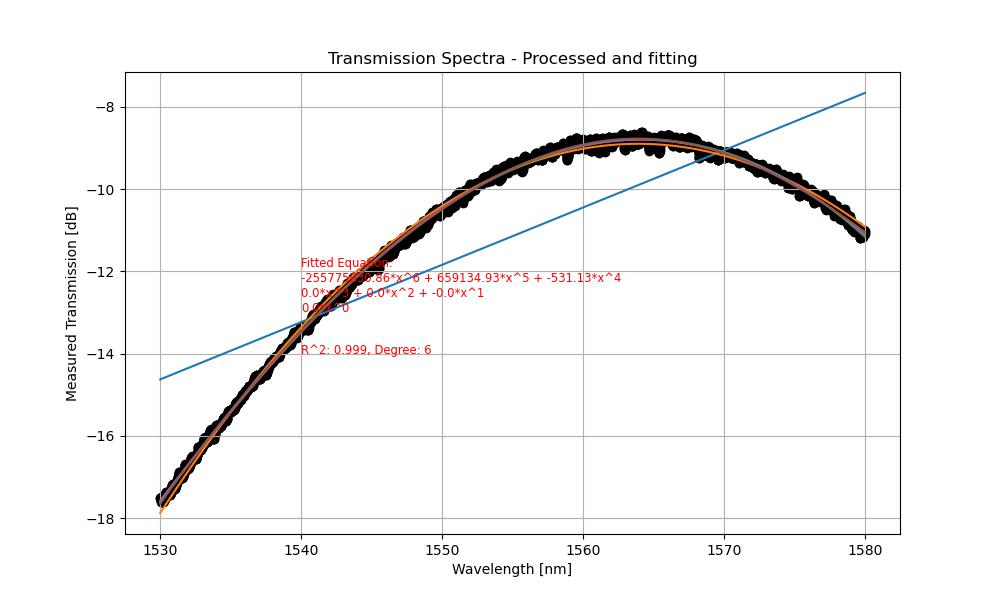 Transmission Spectra - Processed and fitting
Measured Transmission [dB]
−8
−10
−12
−14
−16
−18
Fitted Equation:
6 + 659134.93*x^5 + -531.13*x^4
+ 0.0*x^2 + -0.0*x^1
R^2: 0.999, Degree: 6
1530
1540
1550
1560
1570
1580
Wavelength [nm]